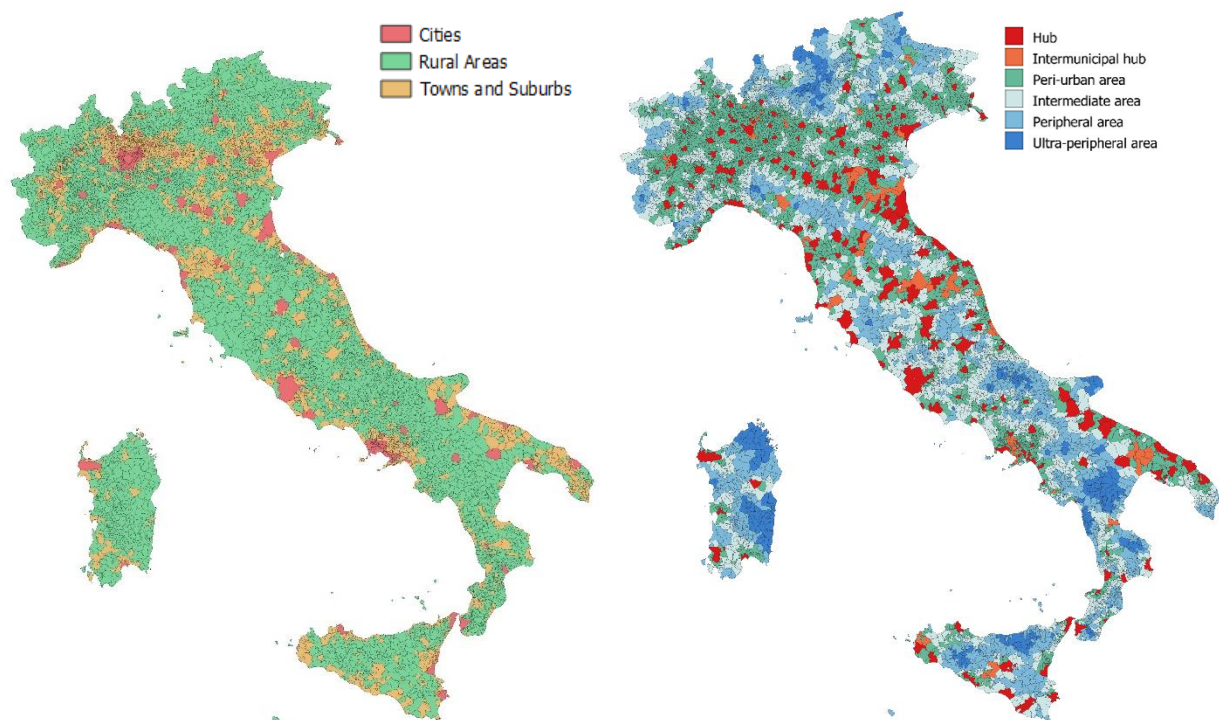 Cities
Rural Areas
Towns and Suburbs
Hub
Intermunicipal hub
Peri-urban area
Intermediate area
Peripheral area
Ultra-peripheral area